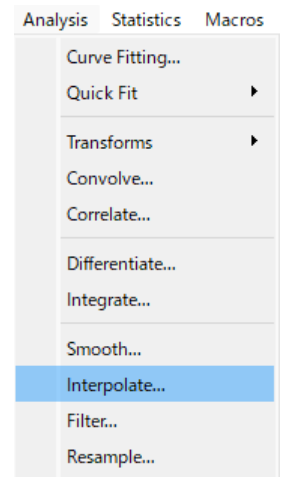 Analysis Statistics Macros
Curve Fitting...
Quick Fit
Transforms
Convolve...
Correlate...
Differentiate...
Integrate...
Smooth...
Interpolate...
Filter...
Resample...